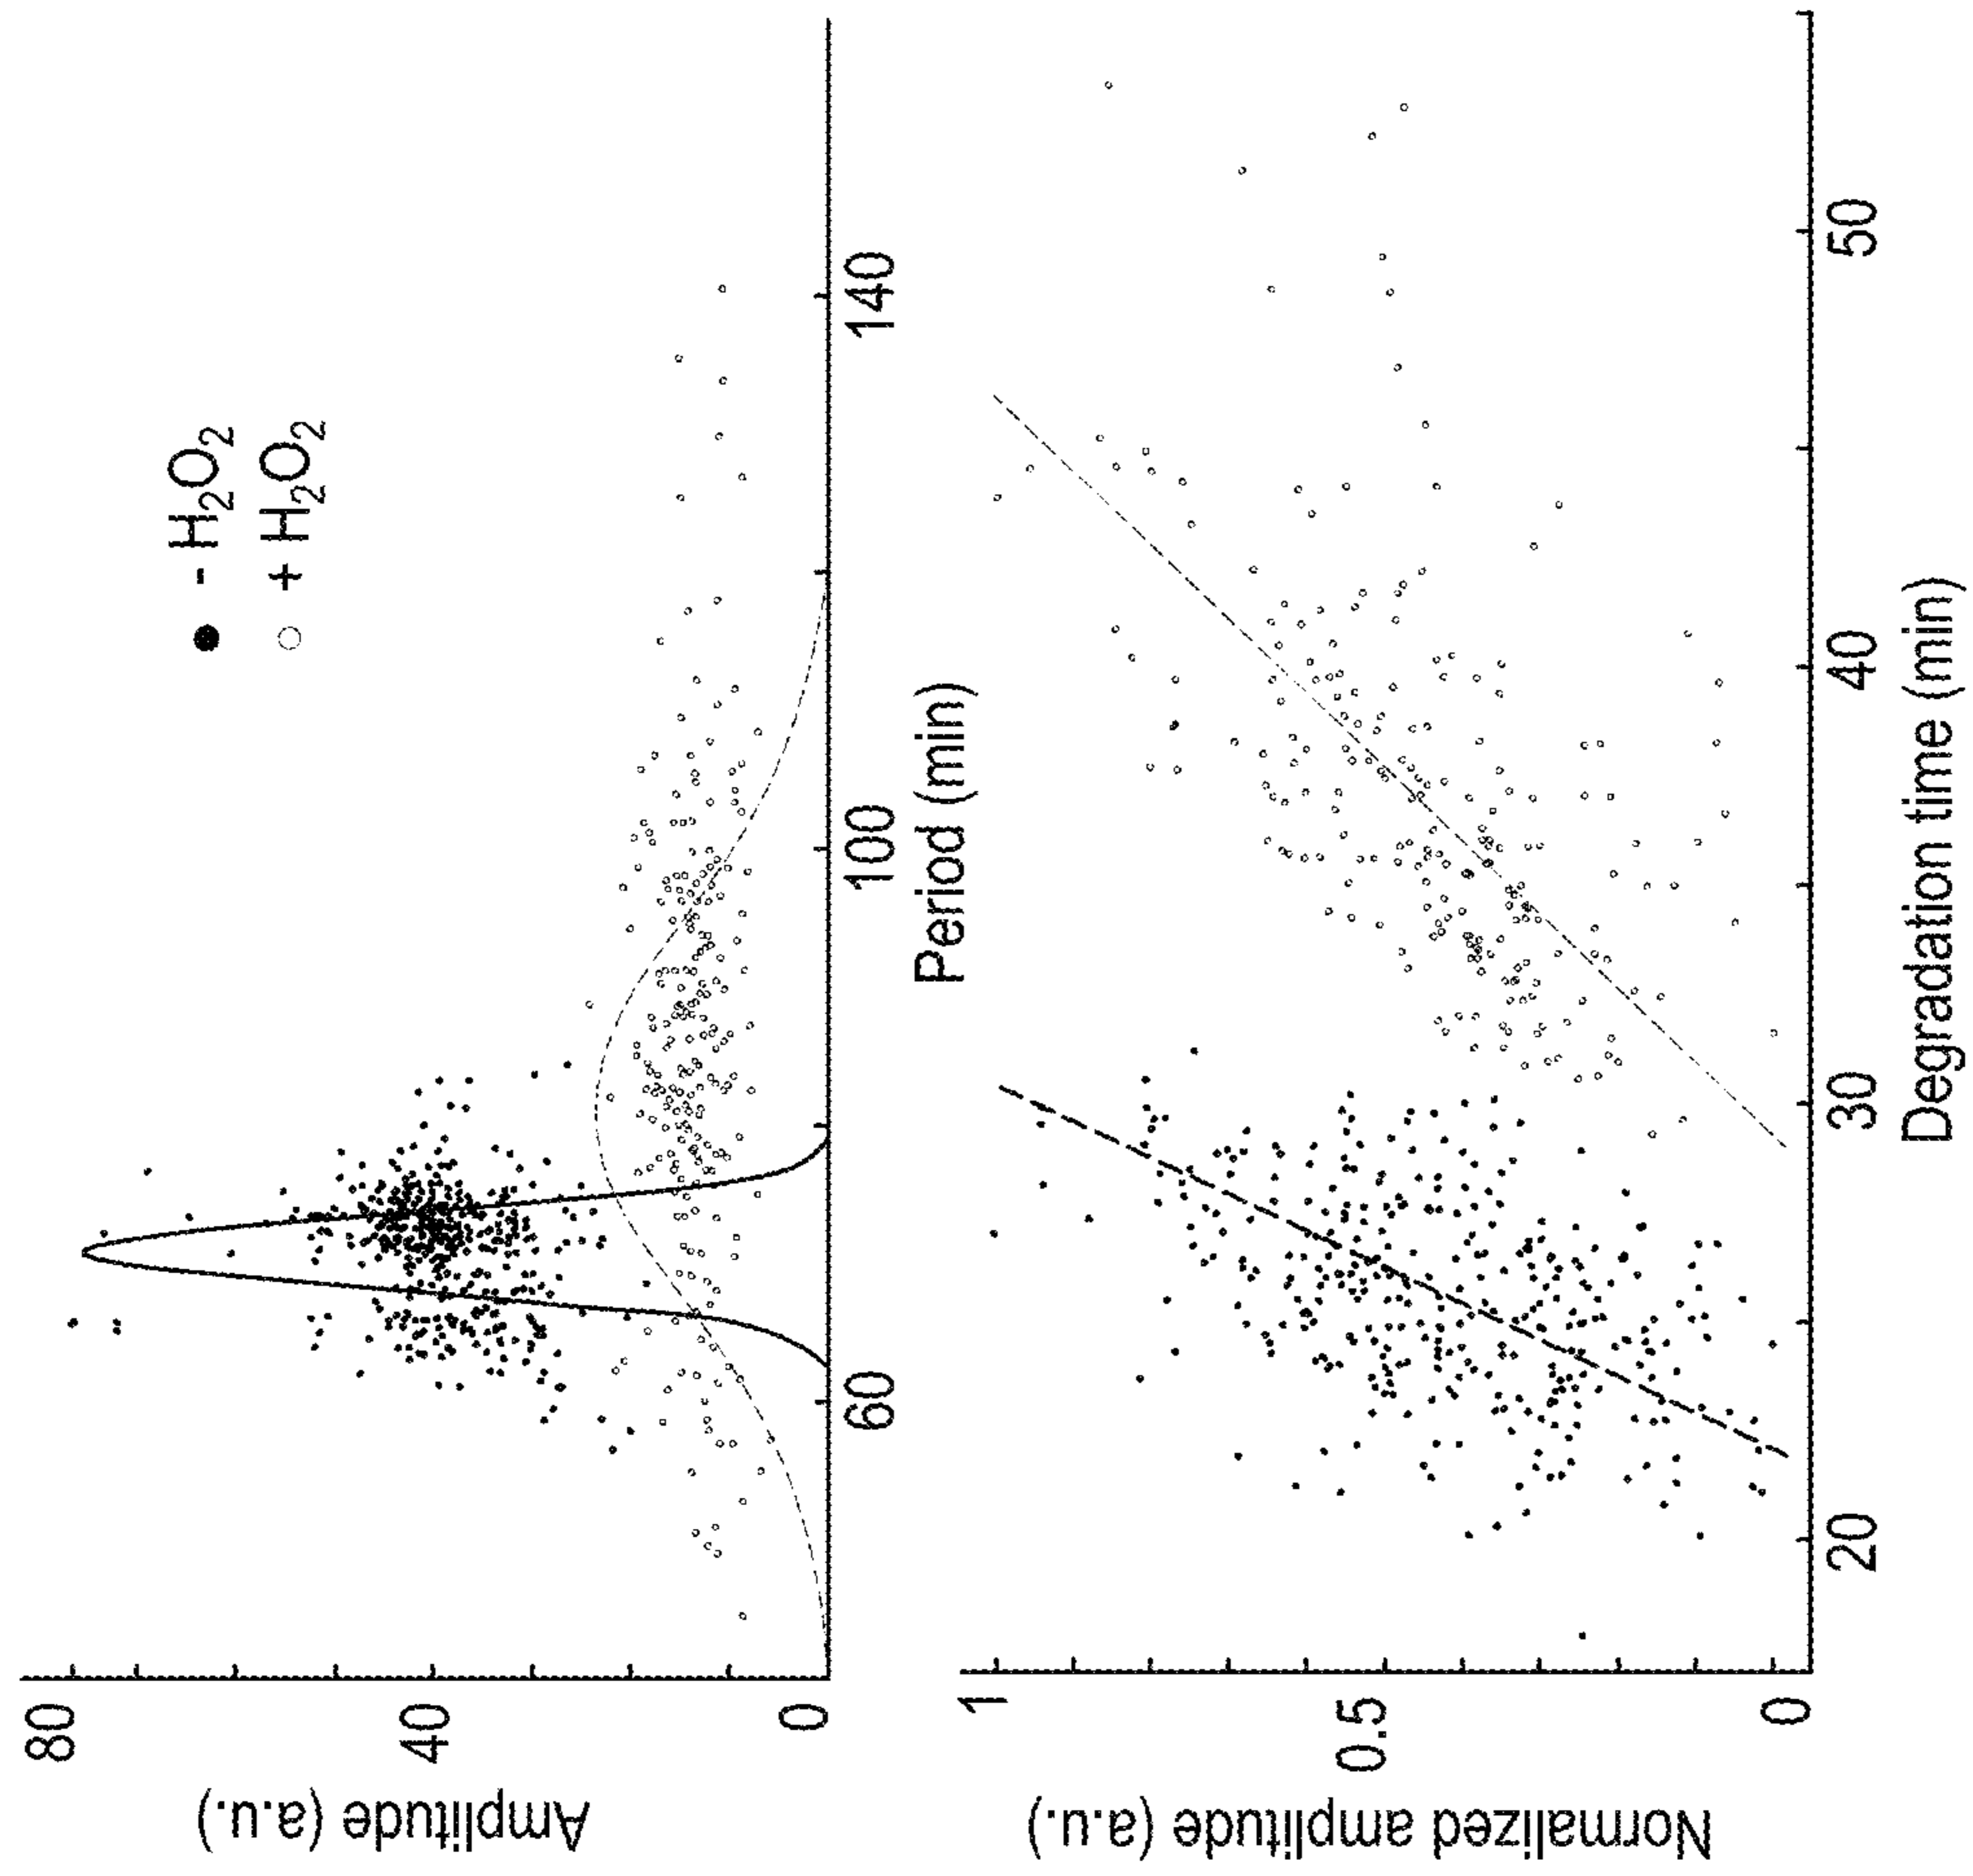 80
40
0
Amplitude (a.u.)
- H₂O₂
+ H₂O₂
60
100
140
Period (min)
1
0.5
0
Normalized amplitude (a.u.)
20
30
40
50
Degradation time (min)